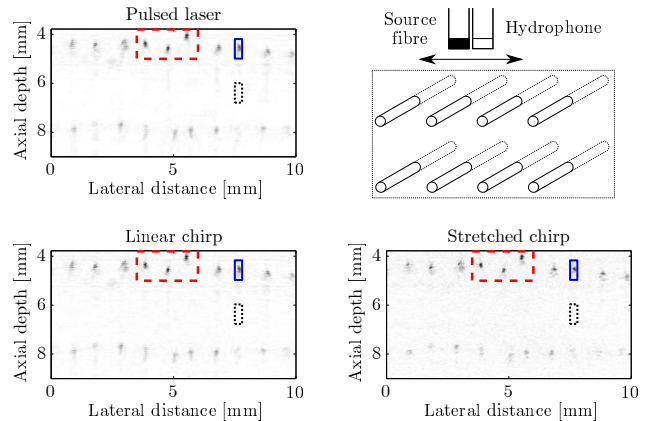 Pulsed laser
4
6
8
Axial depth [mm]
0
5
10
Lateral distance [mm]
Source
fibre
Hydrophone
Linear chirp
4
6
8
Axial depth [mm]
0
5
10
Lateral distance [mm]
Stretched chirp
4
6
8
Axial depth [mm]
0
5
10
Lateral distance [mm]